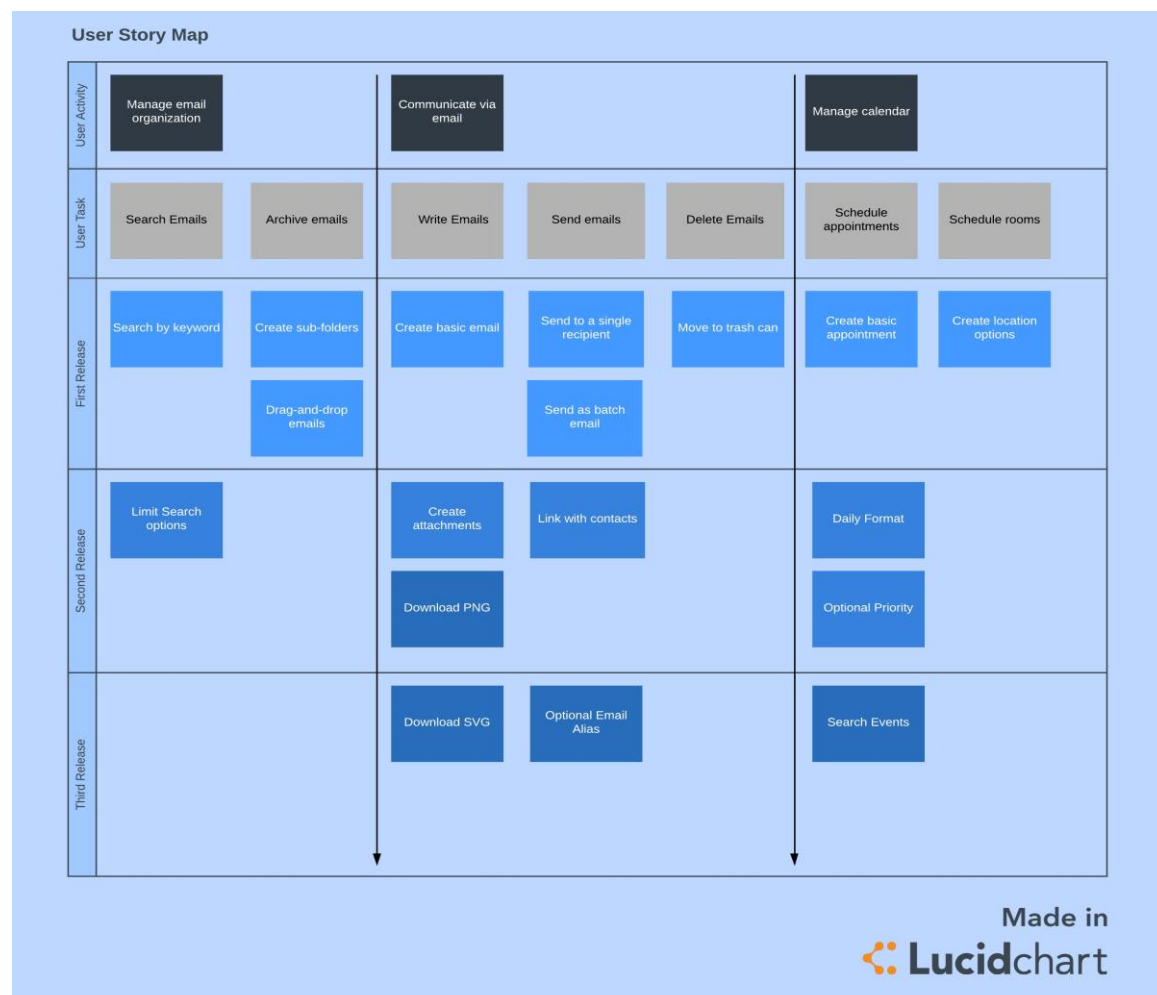 User Story Map
User Activity
Manage email
organization
Communicate via
email
Manage calendar
User Task
Search Emails
Archive emails
Write Emails
Send emails
Delete Emails
Schedule
appointments
Schedule rooms
First Release
Search by keyword
Create sub-folders
Create basic email
Send to a single
recipient
Move to trash can
Create basic
appointment
Create location
options
Drag-and-drop
emails
Send as batch
email
Second Release
Limit Search
options
Create
attachments
Link with contacts
Daily Format
Download PNG
Optional Priority
Third Release
Download SVG
Optional Email
Alias
Search Events
Made in
Lucidchart